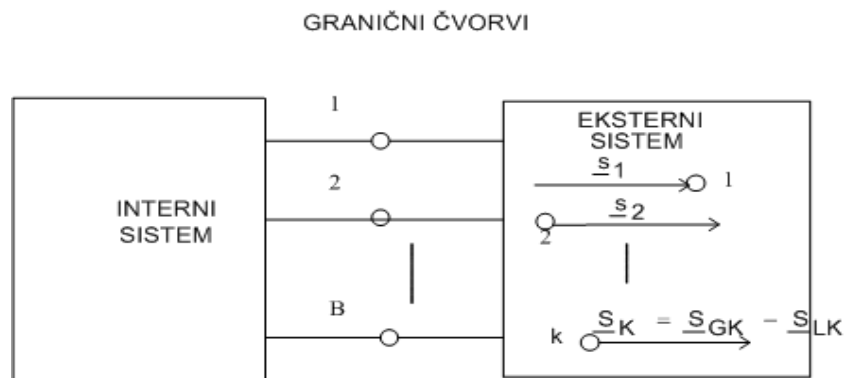 GRANIČNI ČVORVI
1
2
B
INTERNI
SISTEM
EKSTERNI
SISTEM
s1
1
s2
2
k
SK = SGK - SLK